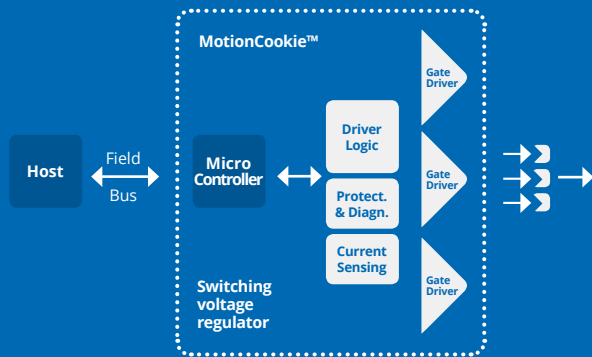 MotionCookie™
Gate
Driver
Driver
Logic
Host
Field
Bus
Micro
Controller
Gate
Driver
Protect.
& Diagn.
Current
Sensing
Gate
Driver
Switching
voltage
regulator